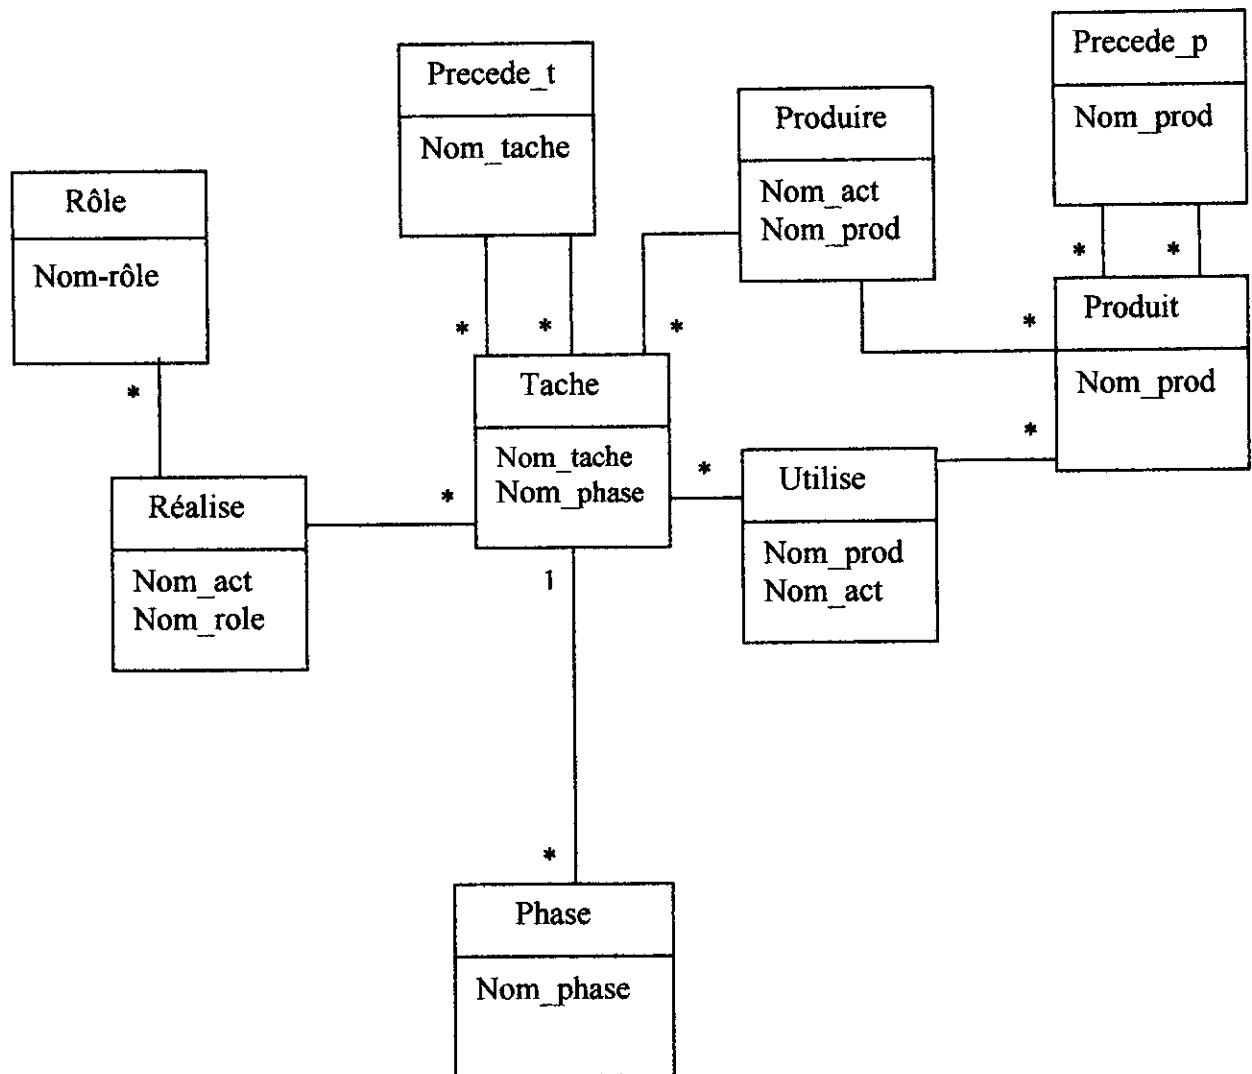 Precede_t
Nom_tache
Produire
Nom_act
Nom_prod
Precede_p
Nom_prod
Rôle
Nom-rôle
*
*
*
*
*
*
*
Produit
Nom_prod
Tache
Nom_tache
Nom_phase
*
*
*
Utilise
Nom_prod
Nom_act
Réalise
Nom_act
Nom_role
1
*
Phase
Nom_phase